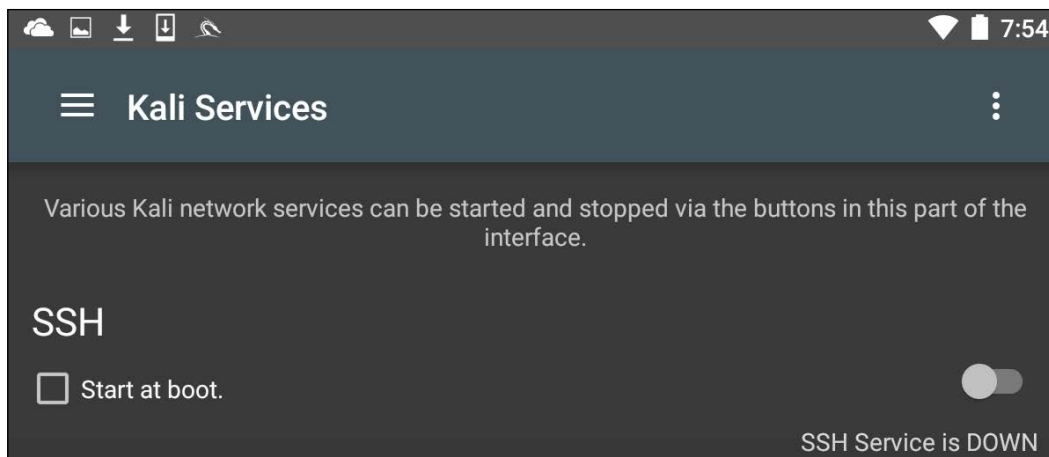 7:54
Kali Services
Various Kali network services can be started and stopped via the buttons in this part of the
interface.
SSH
Start at boot.
SSH Service is DOWN